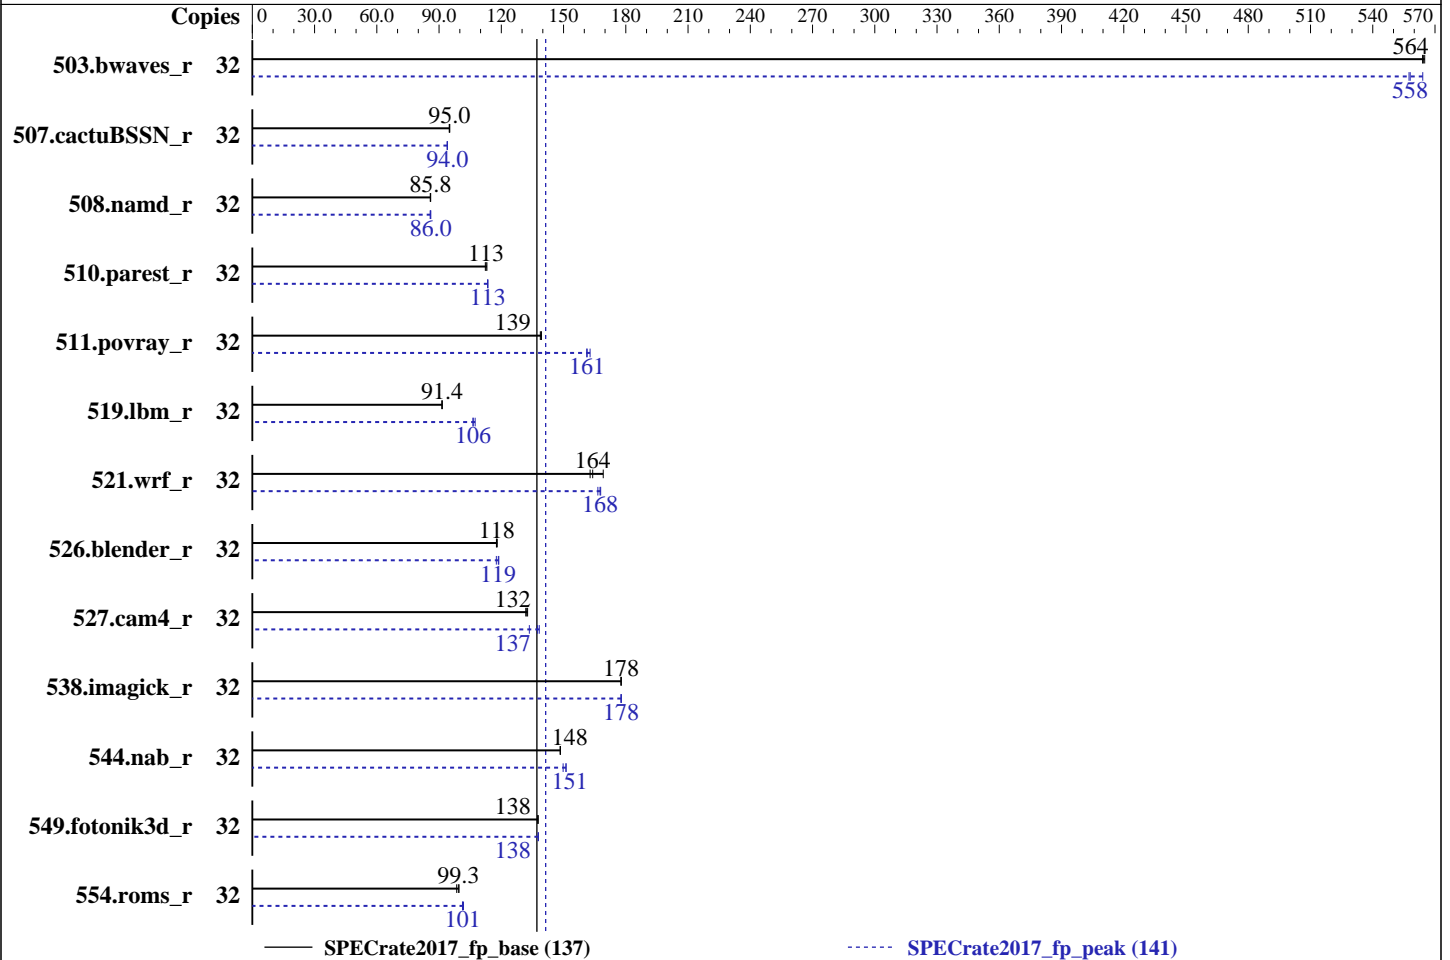 Copies 0 30.0 60.0 90.0 120 150 180 210 240 270 300 330 360 390 420 450 480 510 540 570
503.bwaves_r 32 564
558
507.cactuBSSN_r 32 95.0
94.0
508.namd_r 32 85.8
86.0
510.parest_r 32 113
113
511.povray_r 32 139
161
519.lbm_r 32 91.4
106
521.wrf_r 32 164
168
526.blender_r 32 118
119
527.cam4_r 32 132
137
538.imagick_r 32 178
178
544.nab_r 32 148
151
549.fotonik3d_r 32 138
138
554.roms_r 32 99.3
101
SPECrate2017_fp_base (137) SPECrate2017_fp_peak (141)